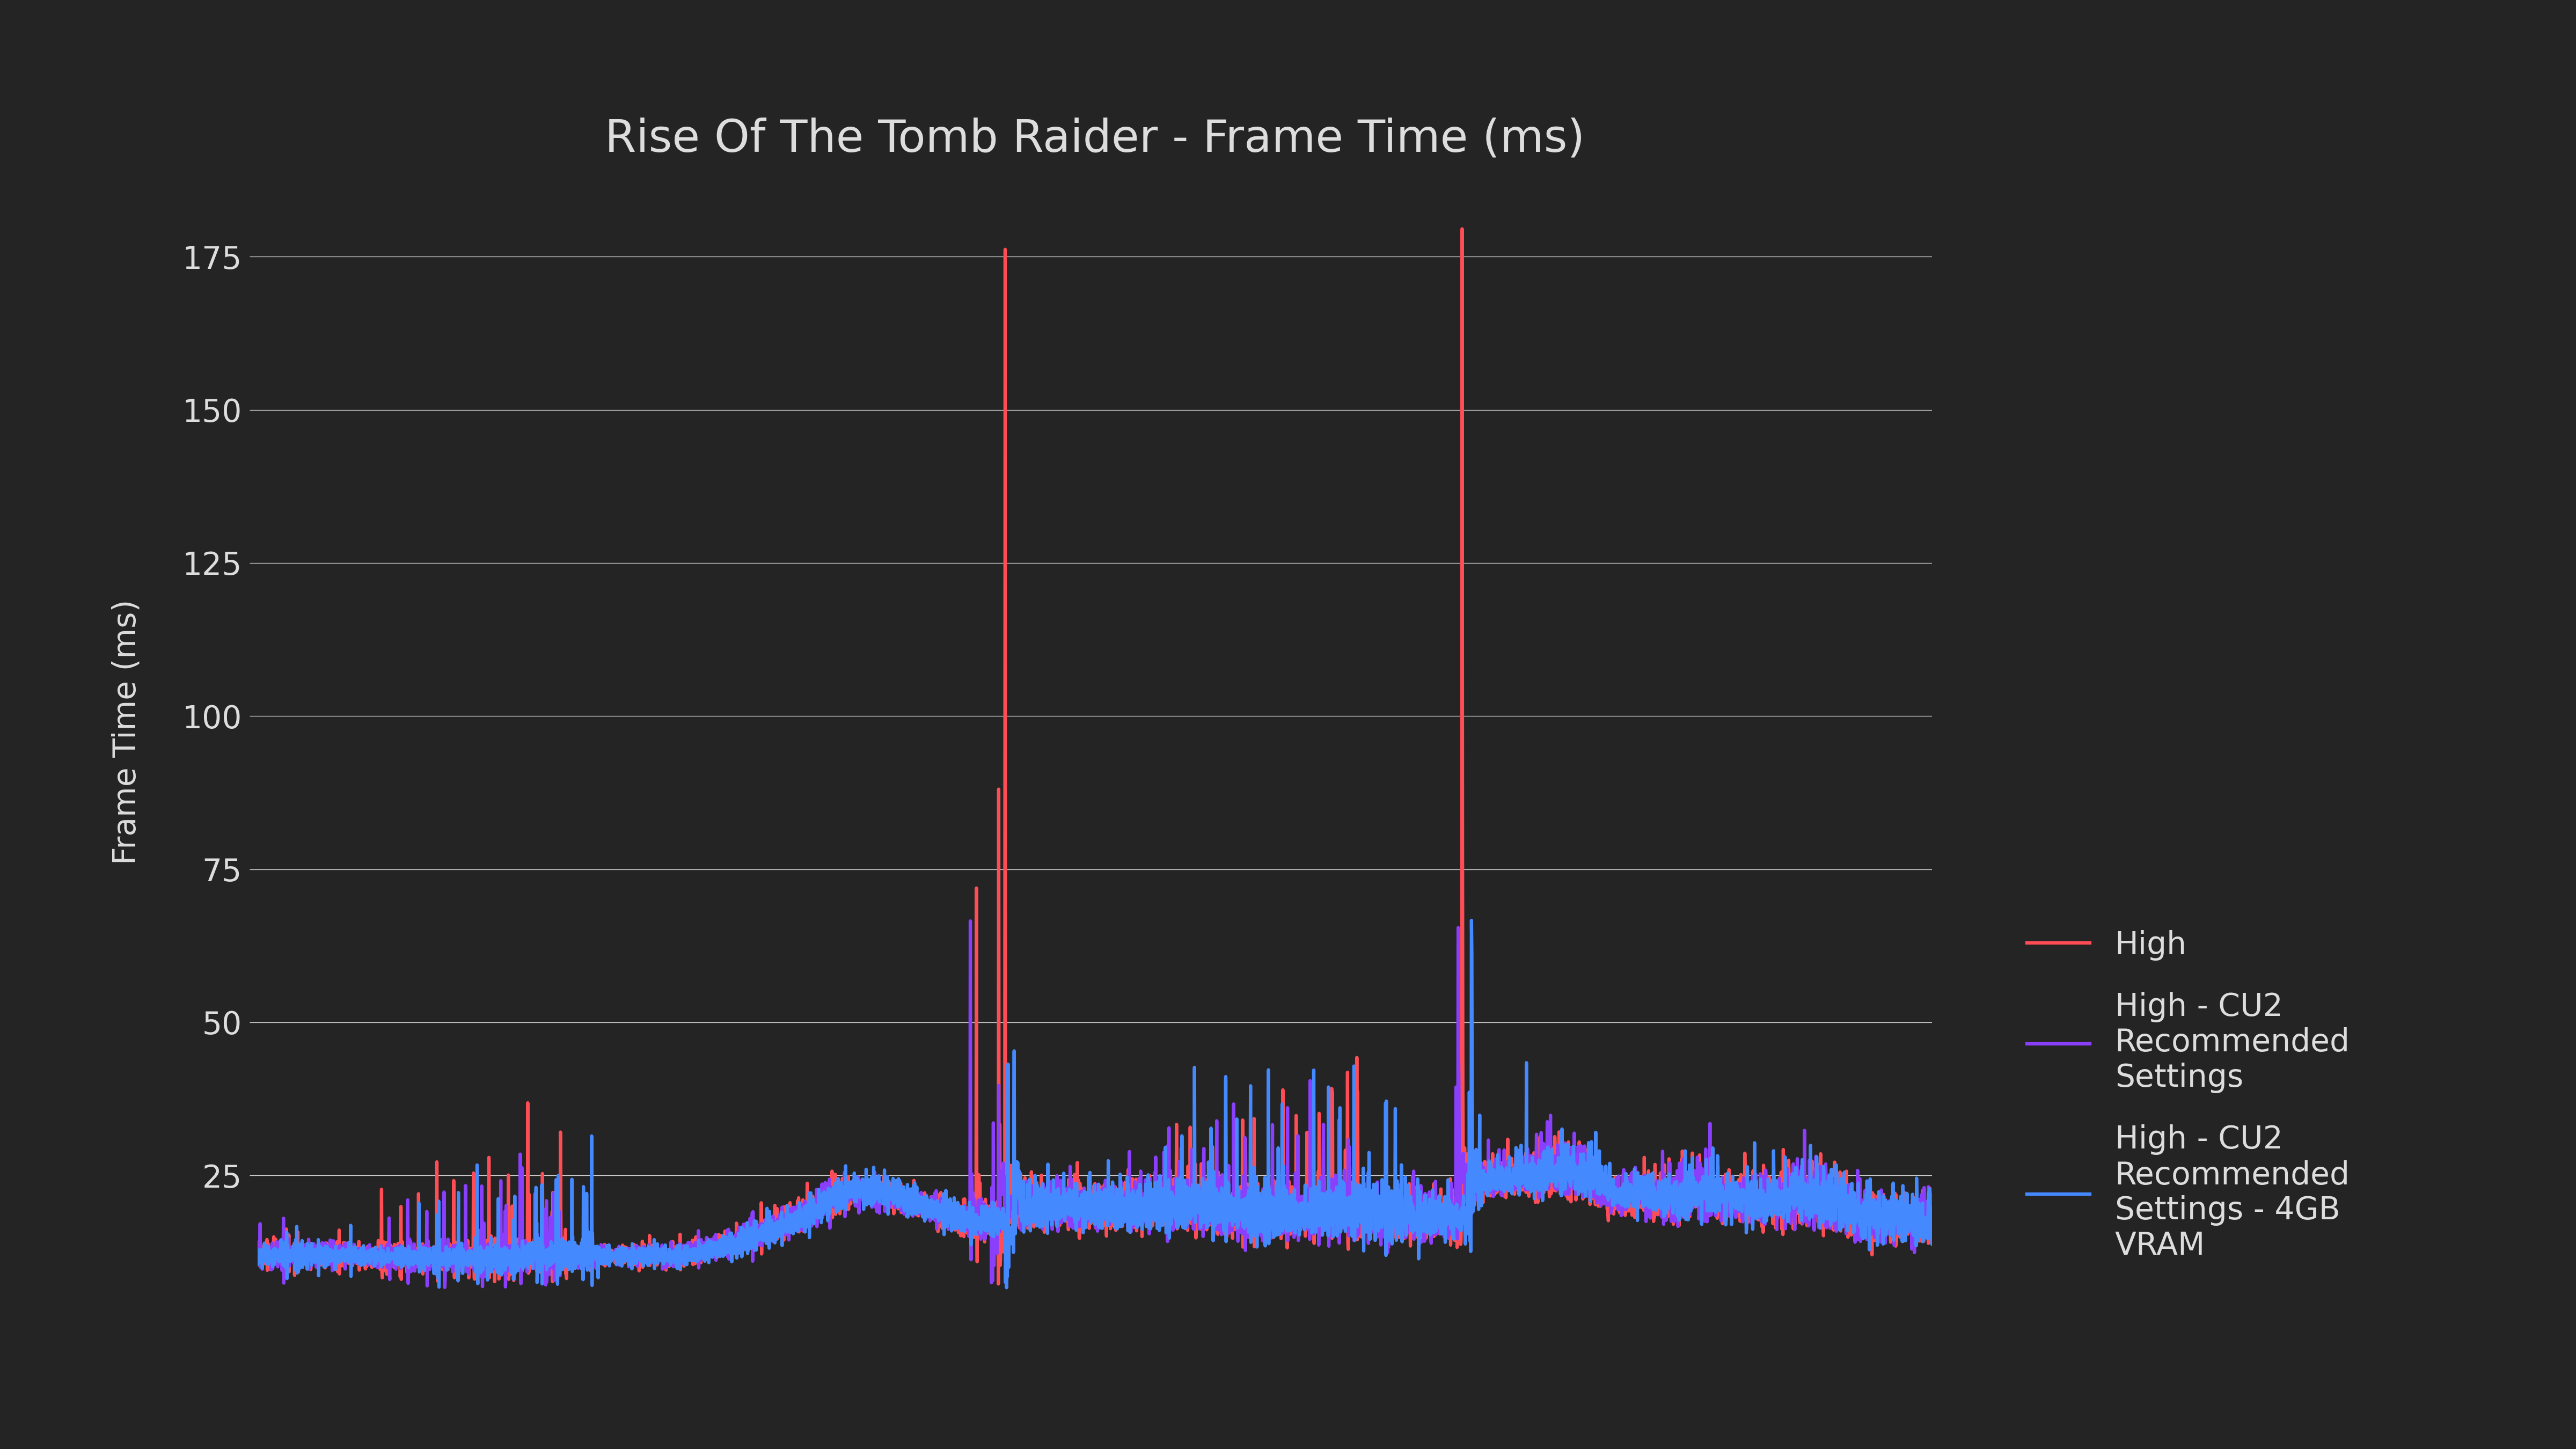 Rise Of The Tomb Raider - Frame Time (ms)
Frame Time (ms)
175
150
125
100
75
50
25
High
High - CU2
Recommended
Settings
High - CU2
Recommended
Settings - 4GB
VRAM